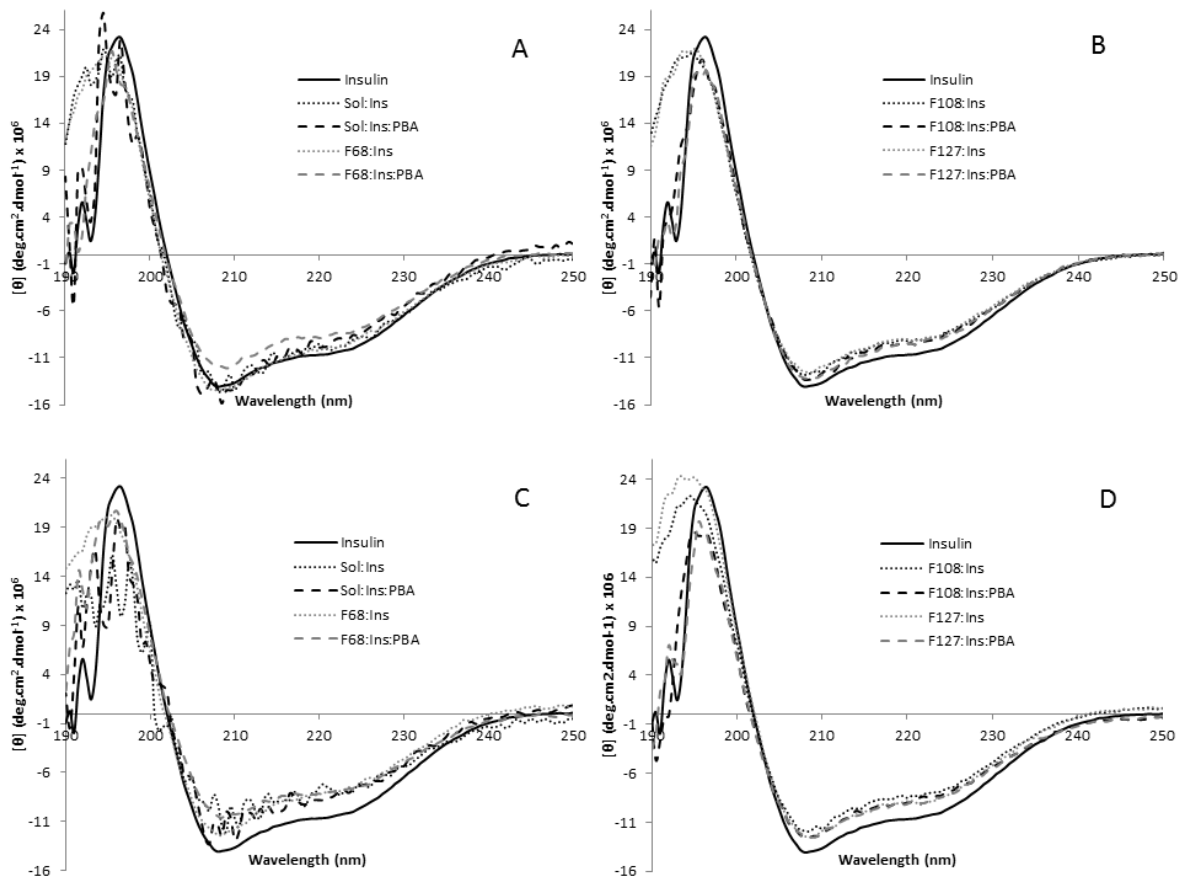 A
[θ] (deg.cm².dmol⁻¹) x 10⁶
24
19
14
9
4
-1
-6
-11
-16
190
200
210
220
230
240
250
Wavelength (nm)
Insulin
Sol:Ins
Sol:Ins:PBA
F68:Ins
F68:Ins:PBA
B
[θ] (deg.cm².dmol⁻¹) x 10⁶
24
19
14
9
4
-1
-6
-11
-16
190
200
210
220
230
240
250
Wavelength (nm)
Insulin
F108:Ins
F108:Ins:PBA
F127:Ins
F127:Ins:PBA
C
[θ] (deg.cm².dmol⁻¹) x 10⁶
24
19
14
9
4
-1
-6
-11
-16
190
200
210
220
230
240
250
Wavelength (nm)
Insulin
Sol:Ins
Sol:Ins:PBA
F68:Ins
F68:Ins:PBA
D
[θ] (deg.cm2.dmol-1) x 106
24
19
14
9
4
-1
-6
-11
-16
190
200
210
220
230
240
250
Wavelength (nm)
Insulin
F108:Ins
F108:Ins:PBA
F127:Ins
F127:Ins:PBA